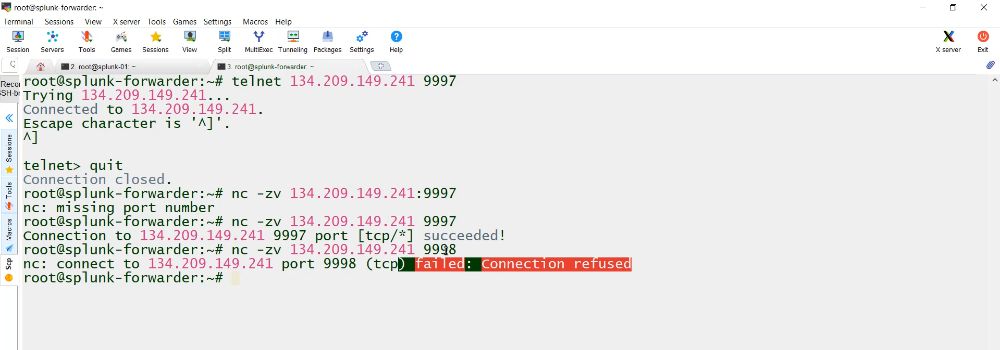 root@splunk-forwarder: ~
Terminal Sessions View X server Tools Games Settings Macros Help
Session Servers Tools Games Sessions View Split MultiExec Tunneling Packages Settings Help X server Exit
2. root@splunk-01: ~ 3. root@splunk-forwarder: ~
Reco
SH-br
Sessions
Tools
Macros
Scp
root@splunk-forwarder:~# telnet 134.209.149.241 9997
Trying 134.209.149.241...
Connected to 134.209.149.241.
Escape character is '^]'.
^]
telnet> quit
Connection closed.
root@splunk-forwarder:~# nc -zv 134.209.149.241:9997
nc: missing port number
root@splunk-forwarder:~# nc -zv 134.209.149.241 9997
Connection to 134.209.149.241 9997 port [tcp/*] succeeded!
root@splunk-forwarder:~# nc -zv 134.209.149.241 9998
nc: connect to 134.209.149.241 port 9998 (tcp) failed: Connection refused
root@splunk-forwarder:~#